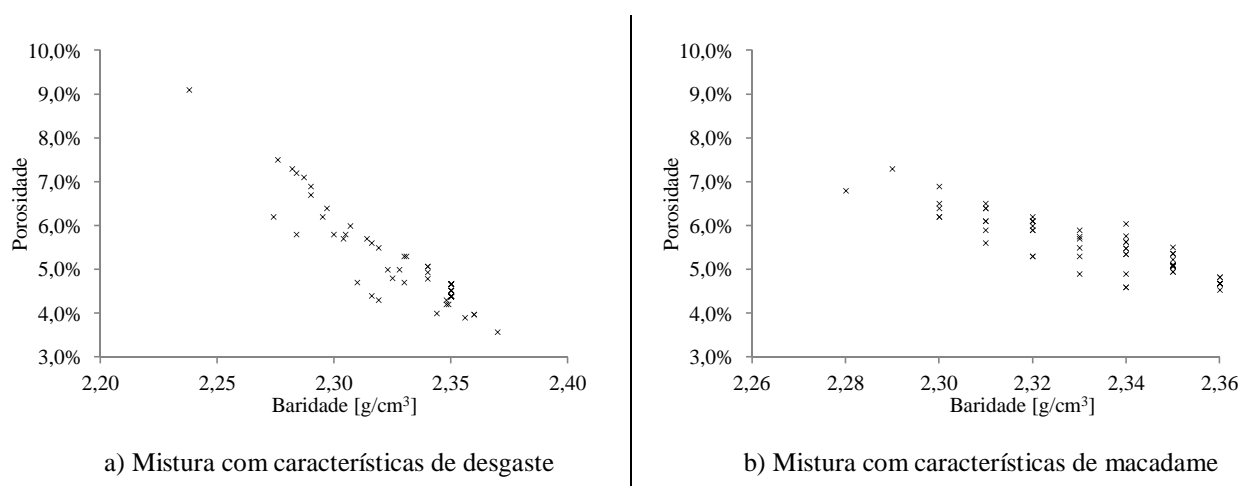 10,0%
9,0%
8,0%
7,0%
6,0%
5,0%
4,0%
3,0%
Porosidade
2,20 2,25 2,30 2,35 2,40
Baridade [g/cm³]
a) Mistura com características de desgaste
10,0%
9,0%
8,0%
7,0%
6,0%
5,0%
4,0%
3,0%
Porosidade
2,26 2,28 2,30 2,32 2,34 2,36
Baridade [g/cm³]
b) Mistura com características de macadame